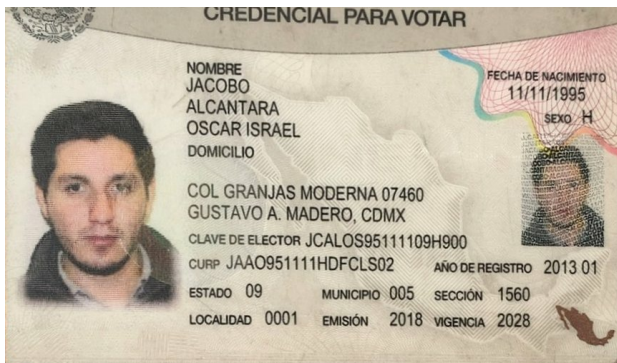 CREDENCIAL PARA VOTAR
NOMBRE
JACOBO
ALCANTARA
OSCAR ISRAEL
DOMICILIO
FECHA DE NACIMIENTO
11/11/1995
SEXO H
COL GRANJAS MODERNA 07460
GUSTAVO A. MADERO, CDMX
CLAVE DE ELECTOR JCALOS95111109H900
CURP JAAO951111HDFCLS02 AÑO DE REGISTRO 2013 01
ESTADO 09 MUNICIPIO 005 SECCIÓN 1560
LOCALIDAD 0001 EMISIÓN 2018 VIGENCIA 2028